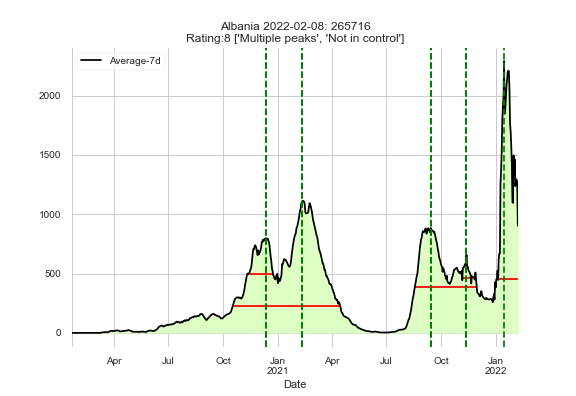 Albania 2022-02-08: 265716
Rating:8 ['Multiple peaks', 'Not in control']
Average-7d
2000
1500
1000
500
0
Apr Jul Oct Jan Apr Jul Oct Jan
2021 2022
Date